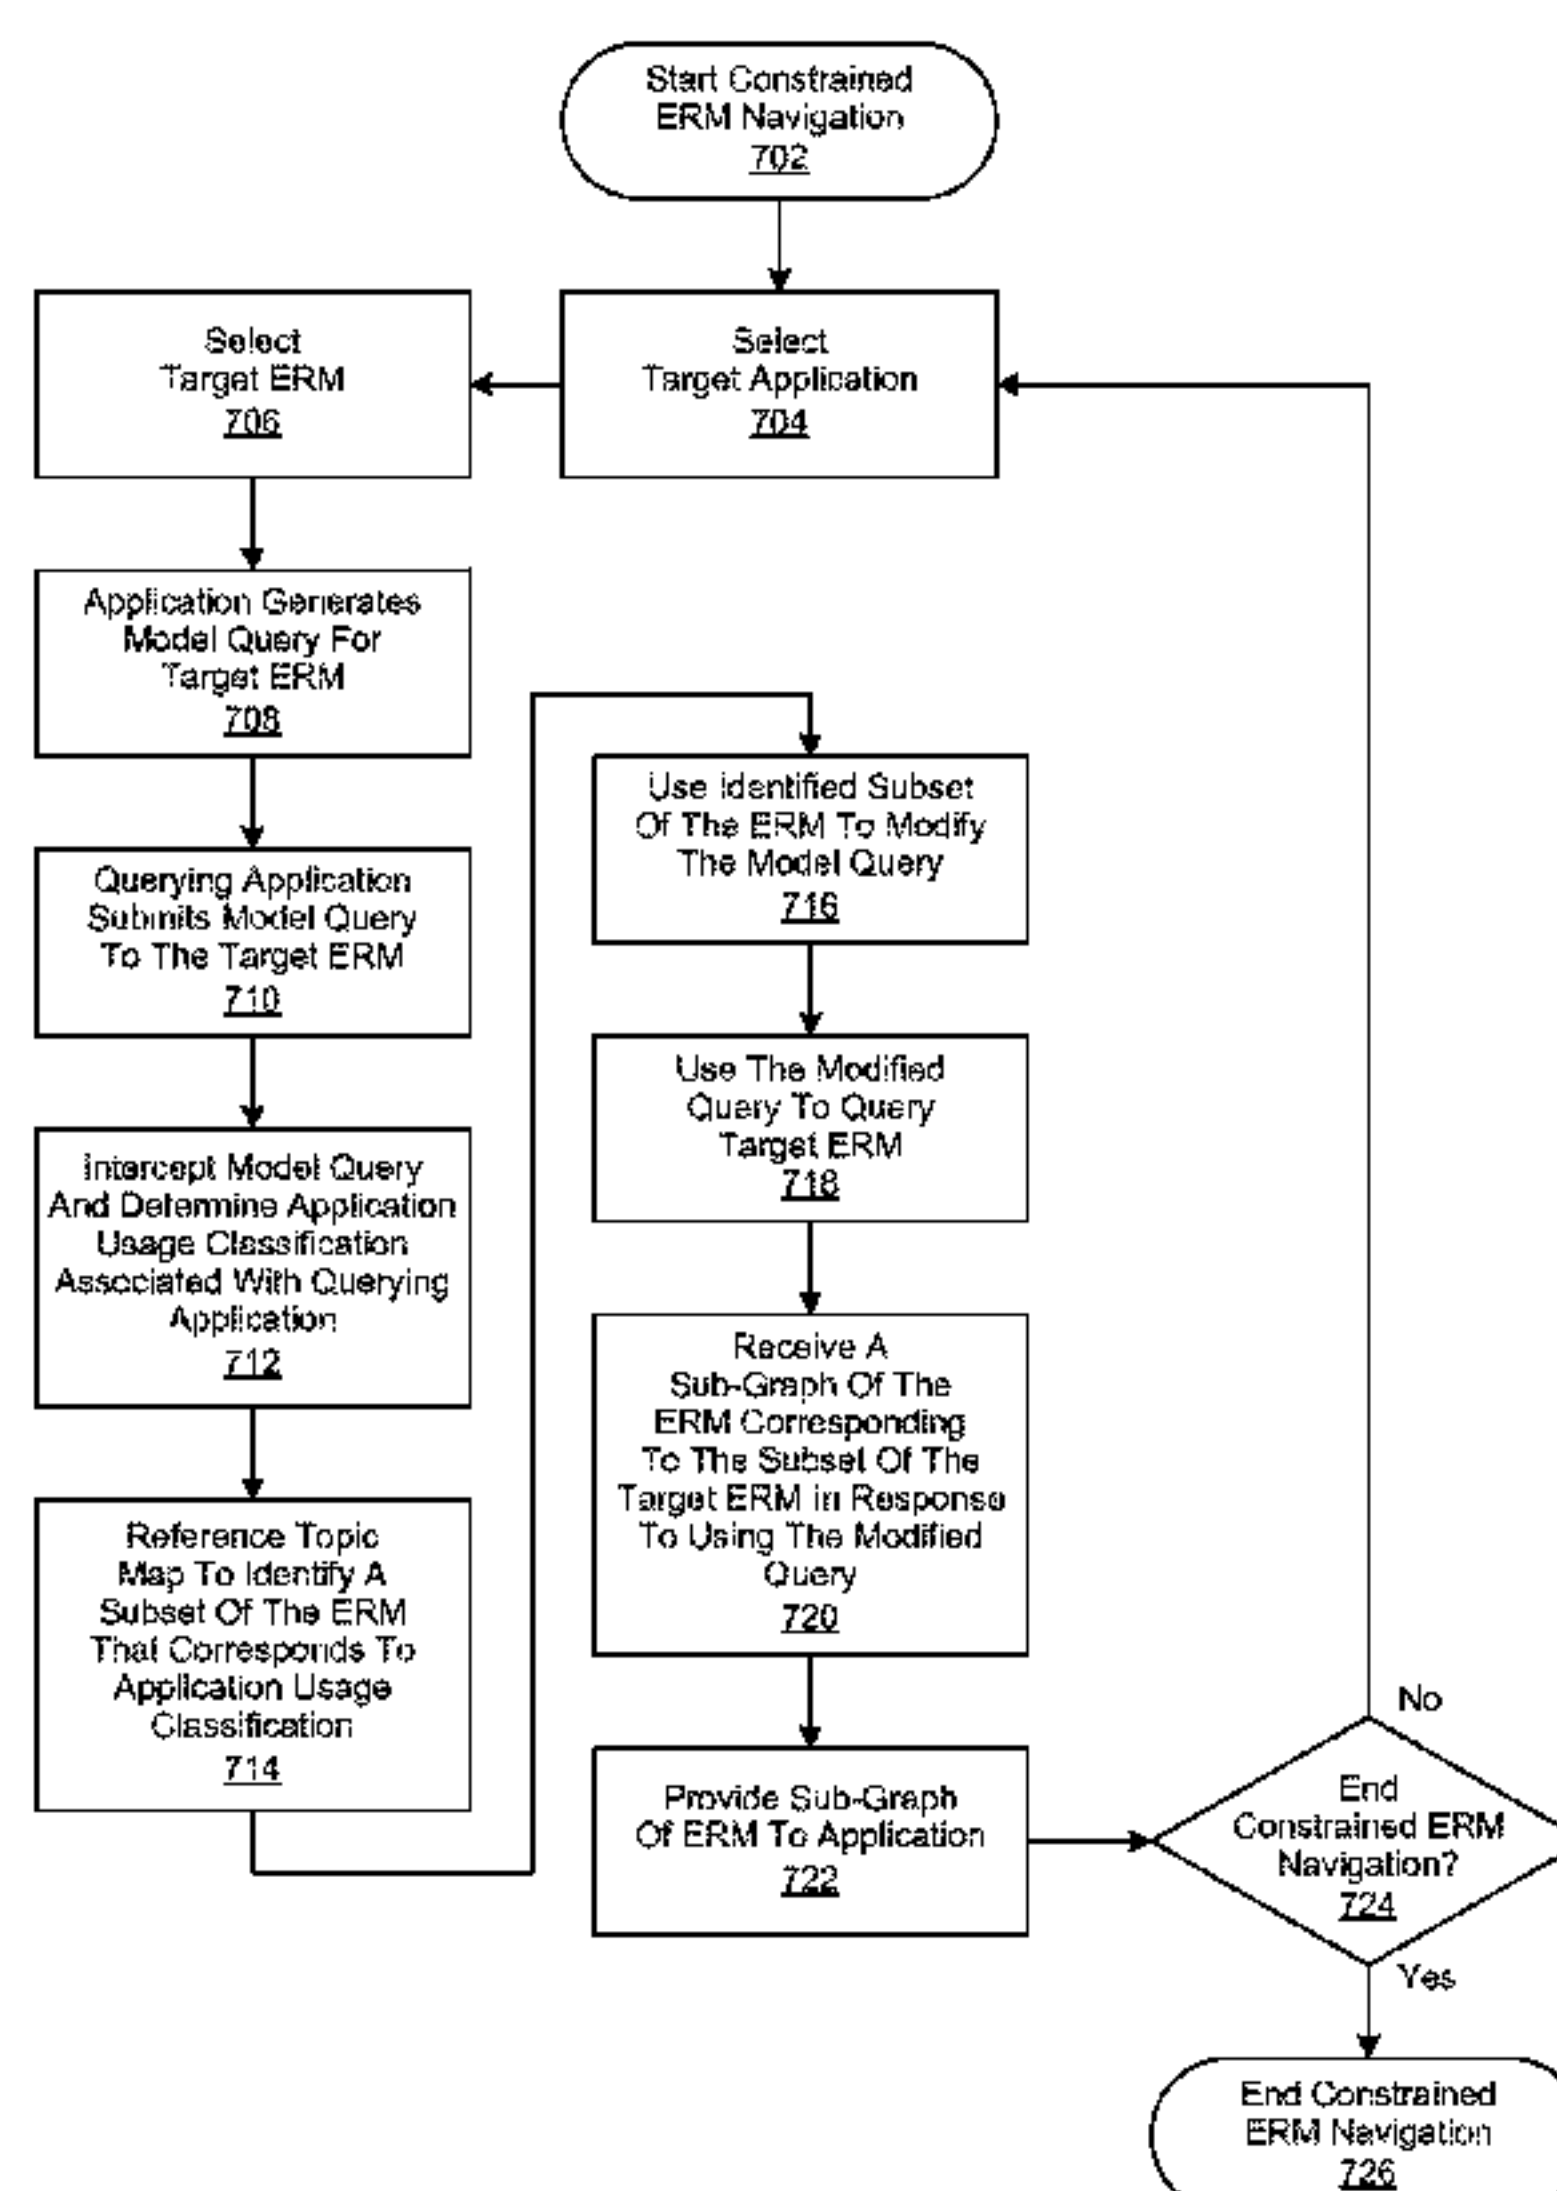 Start Constrained
ERM Navigation
702
Select
Target Application
704
Select
Target ERM
706
Application Generates
Model Query For
Target ERM
708
Querying Application
Submits Model Query
To The Target ERM
710
Intercept Model Query
And Determine Application
Usage Classification
Associated With Querying
Application
712
Reference Topic
Map To Identify A
Subset Of The ERM
That Corresponds To
Application Usage
Classification
714
Use Identified Subset
Of The ERM To Modify
The Model Query
716
Use The Modified
Query To Query
Target ERM
718
Receive A
Sub-Graph Of The
ERM Corresponding
To The Subset Of The
Target ERM in Response
To Using The Modified
Query
720
Provide Sub-Graph
Of ERM To Application
722
No
End
Constrained ERM
Navigation?
724
Yes
End Constrained
ERM Navigation
726